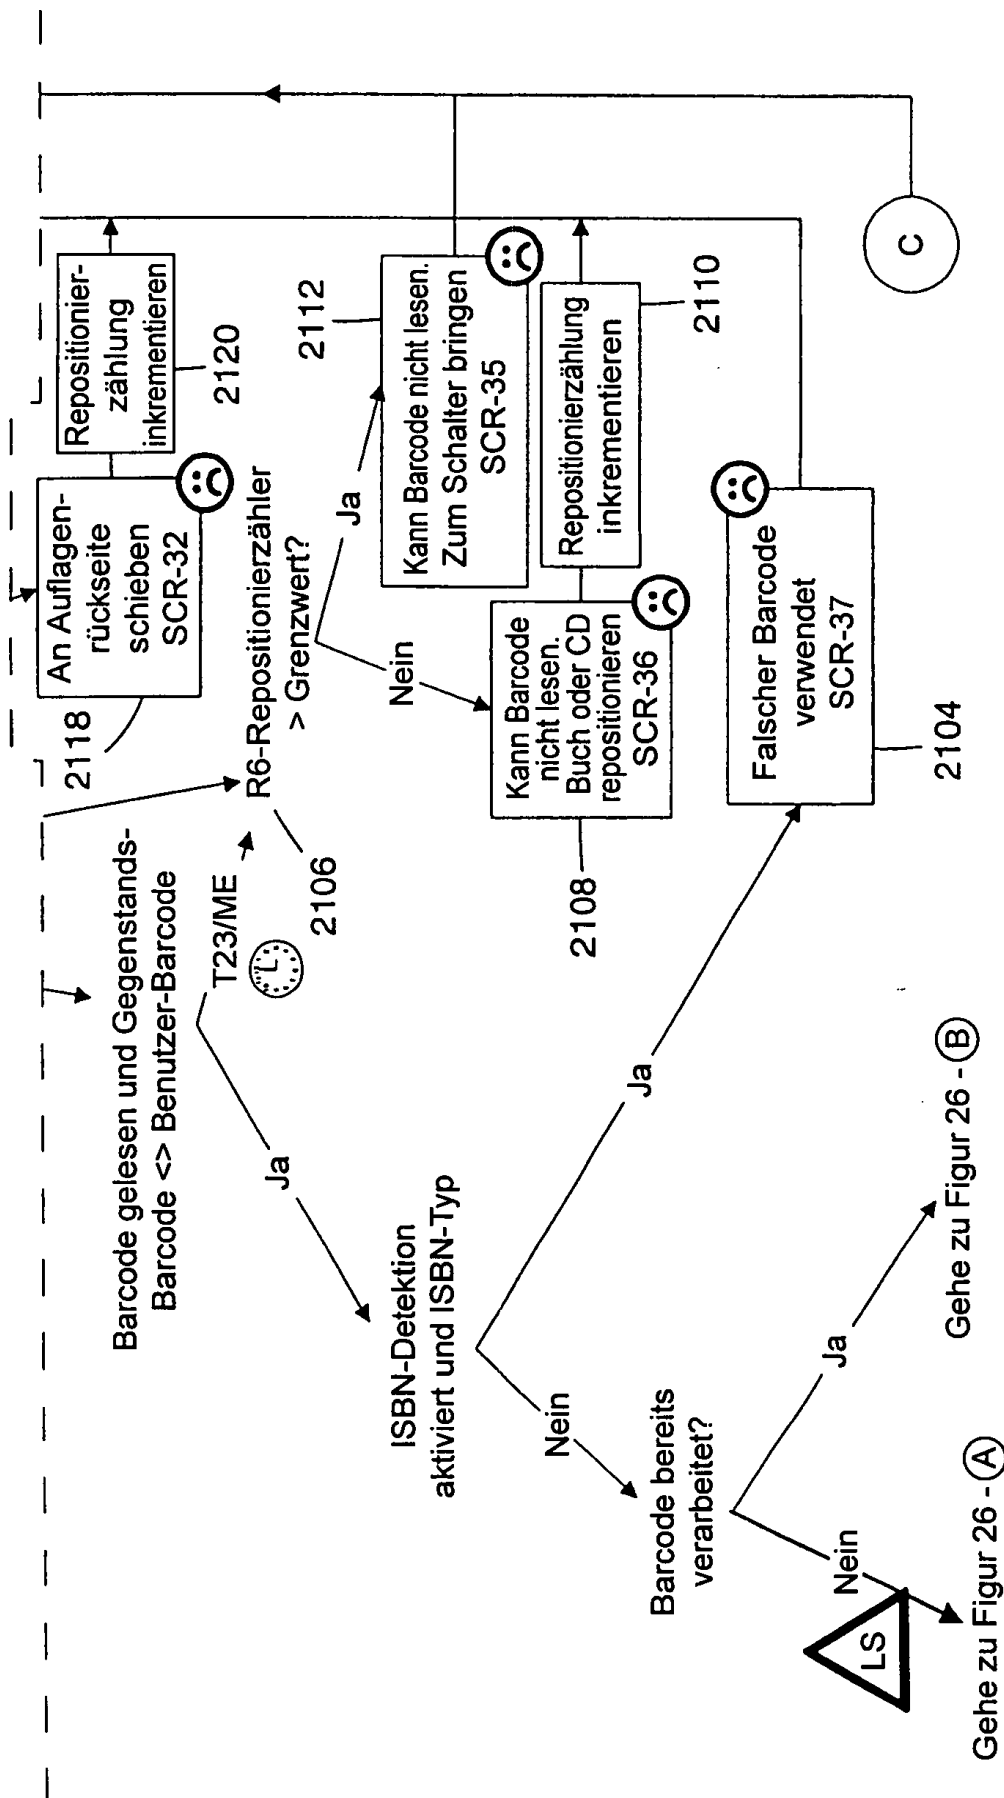 An Auflagen-
rückseite
schieben
SCR-32
2118
Repositionier-
zählung
inkrementieren
2120
Barcode gelesen und Gegenstands-
Barcode <> Benutzer-Barcode
T23/ME
R6-Repositionierzähler
> Grenzwert?
2106
Ja
Nein
2112
Kann Barcode nicht lesen.
Zum Schalter bringen
SCR-35
Ja
ISBN-Detektion
aktiviert und ISBN-Typ
Kann Barcode
nicht lesen.
Buch oder CD
repositionieren
SCR-36
2108
Repositionierzählung
inkrementieren
2110
Nein
Ja
Barcode bereits
verarbeitet?
Falscher Barcode
verwendet
SCR-37
2104
Nein
Ja
LS
C
Gehe zu Figur 26 - A
Gehe zu Figur 26 - B